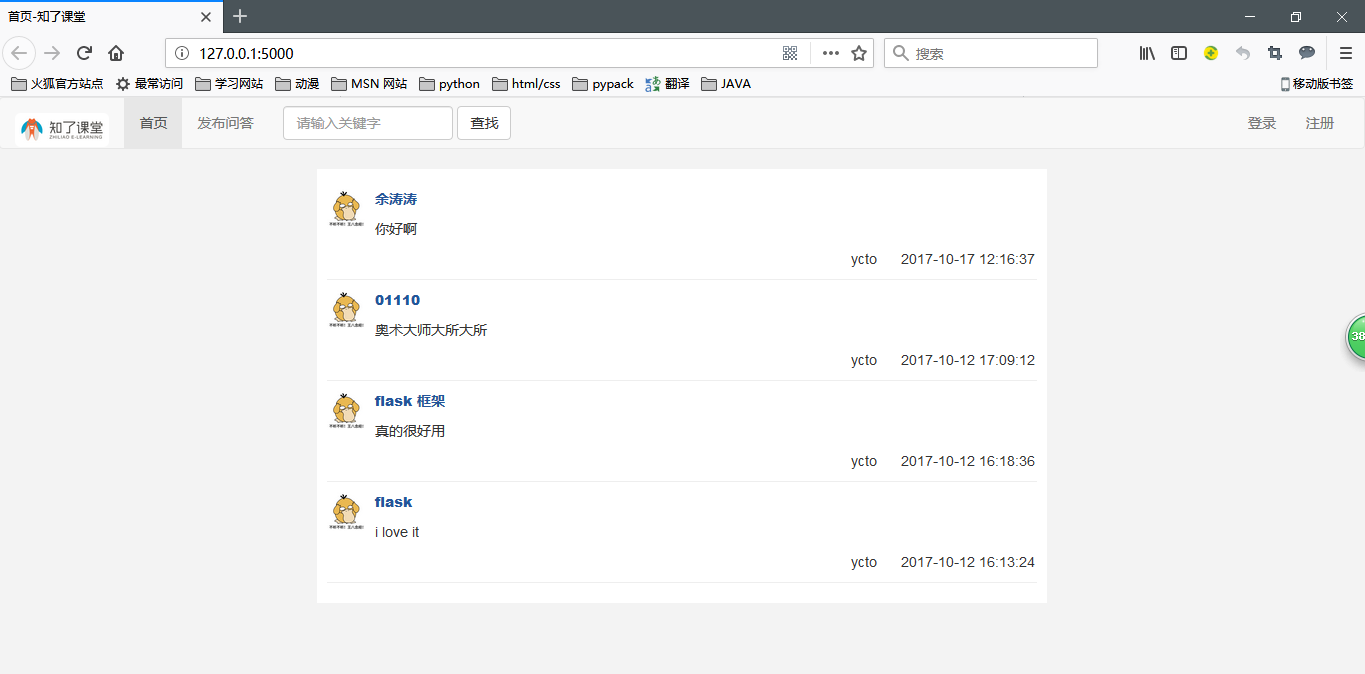 首页-知了课堂
127.0.0.1:5000
搜索
火狐官方站点 最常访问 学习网站 动漫 MSN 网站 python html/css pypack 翻译 JAVA 移动版书签
知了课堂 首页 发布问答 请输入关键字 查找 登录 注册
ZHILIAO E-LEARNING
余涛涛
你好啊
ycto 2017-10-17 12:16:37
01110
奥术大师大所大所
ycto 2017-10-12 17:09:12
flask 框架
真的很好用
ycto 2017-10-12 16:18:36
flask
i love it
ycto 2017-10-12 16:13:24
38